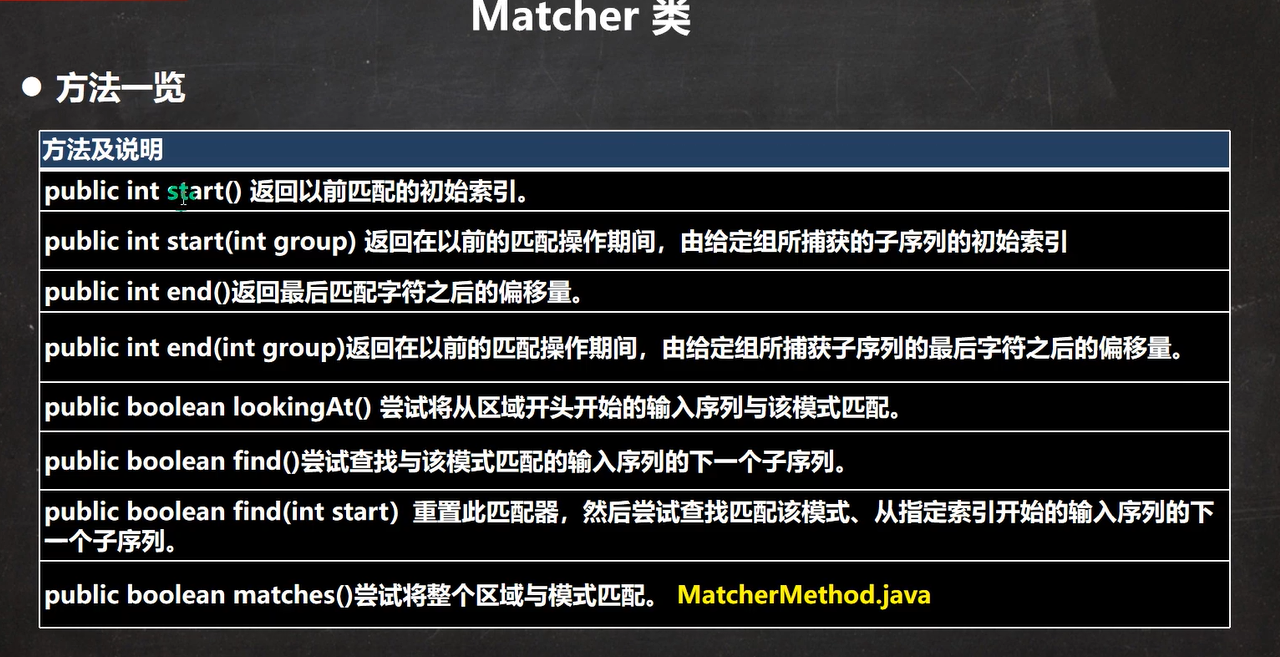 Matcher 类
● 方法一览
方法及说明
public int start() 返回以前匹配的初始索引。
public int start(int group) 返回在以前的匹配操作期间，由给定组所捕获的子序列的初始索引
public int end()返回最后匹配字符之后的偏移量。
public int end(int group)返回在以前的匹配操作期间，由给定组所捕获子序列的最后字符之后的偏移量。
public boolean lookingAt() 尝试将从区域开头开始的输入序列与该模式匹配。
public boolean find()尝试查找与该模式匹配的输入序列的下一个子序列。
public boolean find(int start）重置此匹配器，然后尝试查找匹配该模式、从指定索引开始的输入序列的下
一个子序列。
public boolean matches()尝试将整个区域与模式匹配。 MatcherMethod.java